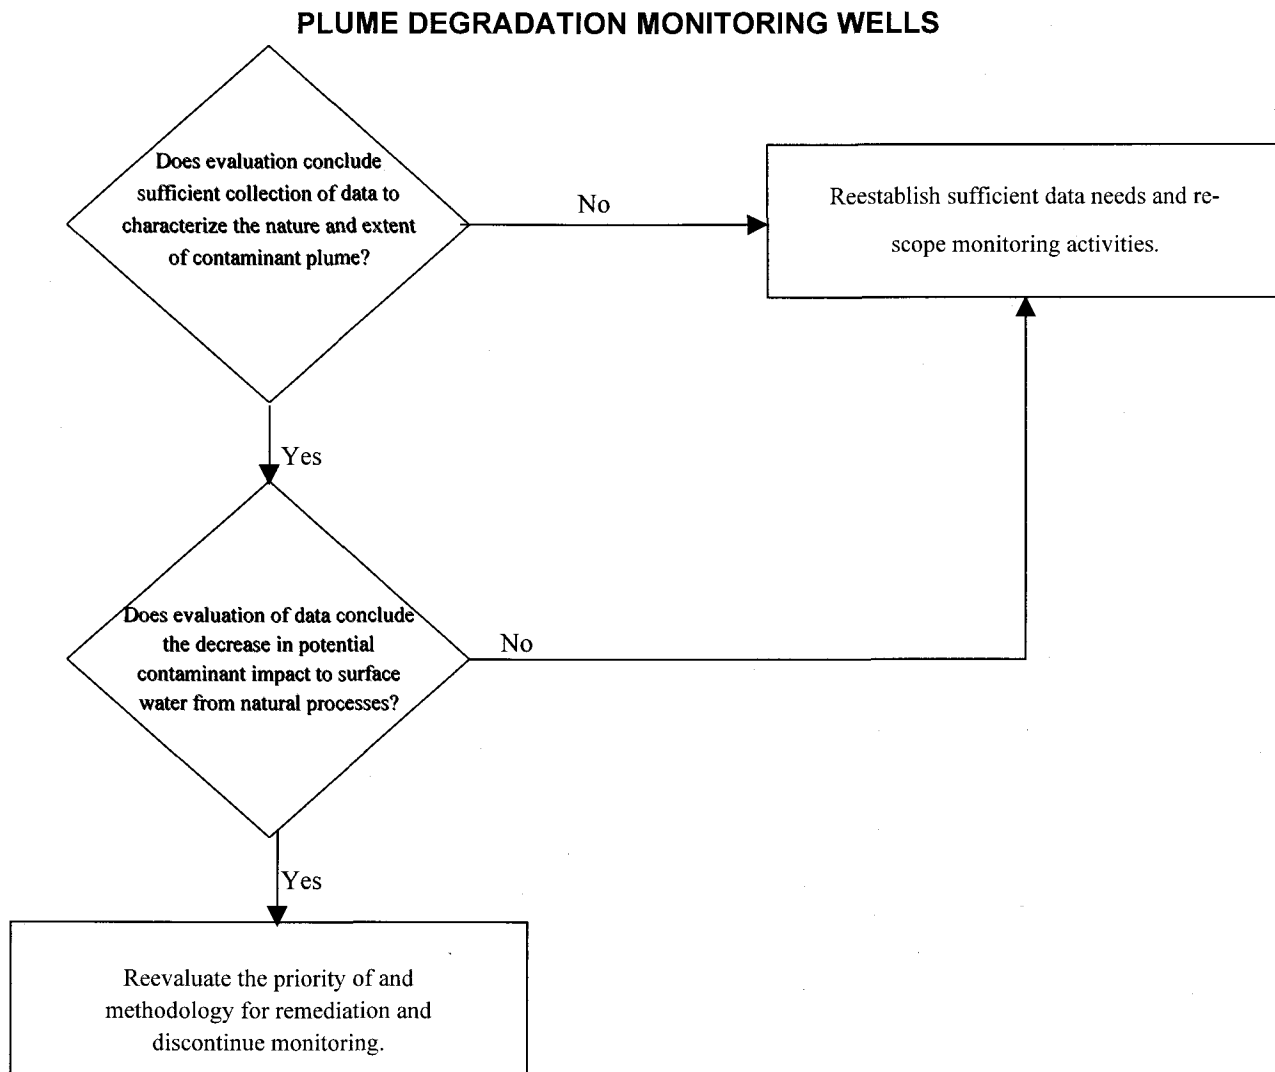 PLUME DEGRADATION MONITORING WELLS
Does evaluation conclude
sufficient collection of data to
characterize the nature and extent
of contaminant plume?
No
Reestablish sufficient data needs and re-
scope monitoring activities.
Yes
Does evaluation of data conclude
the decrease in potential
contaminant impact to surface
water from natural processes?
No
Yes
Reevaluate the priority of and
methodology for remediation and
discontinue monitoring.